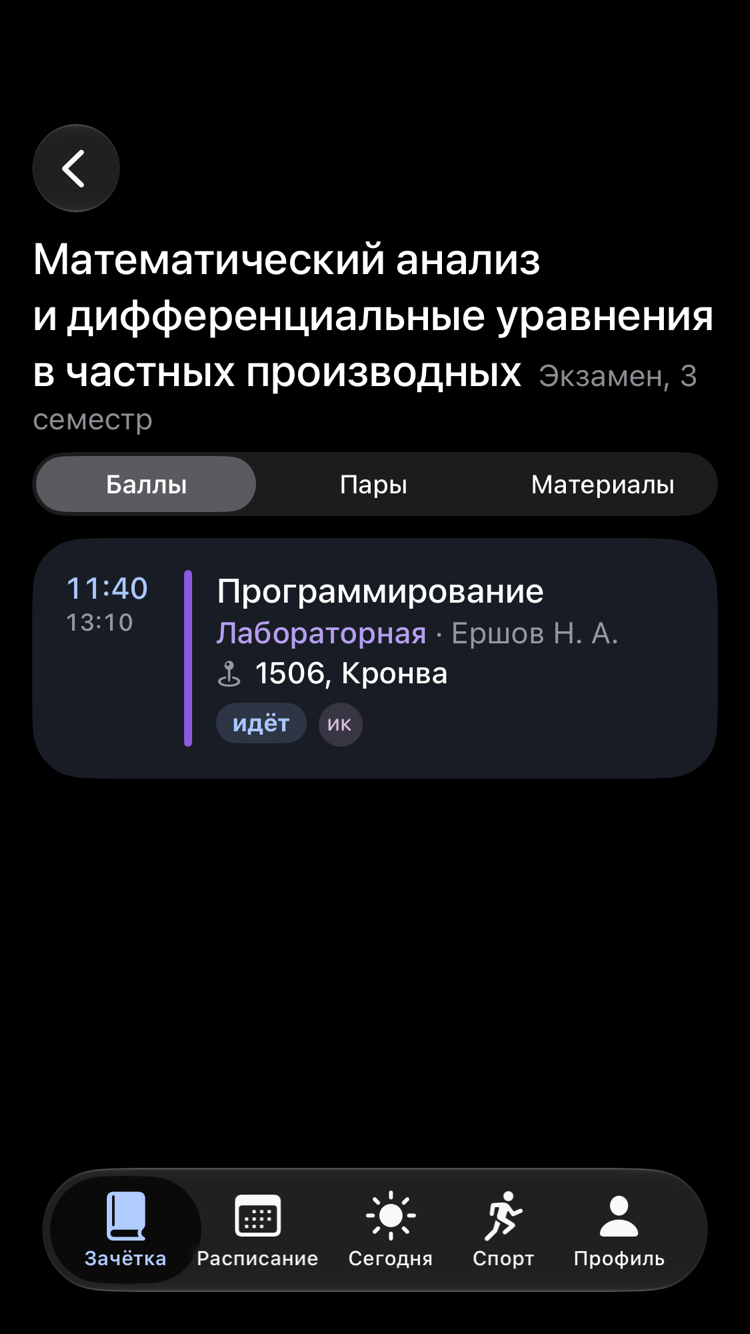 Математический анализ
и дифференциальные уравнения
в частных производных Экзамен, 3
семестр
Баллы Пары Материалы
11:40 Программирование
13:10 Лабораторная · Ершов Н. А.
1506, Кронва
идёт ик
Зачётка Расписание Сегодня Спорт Профиль